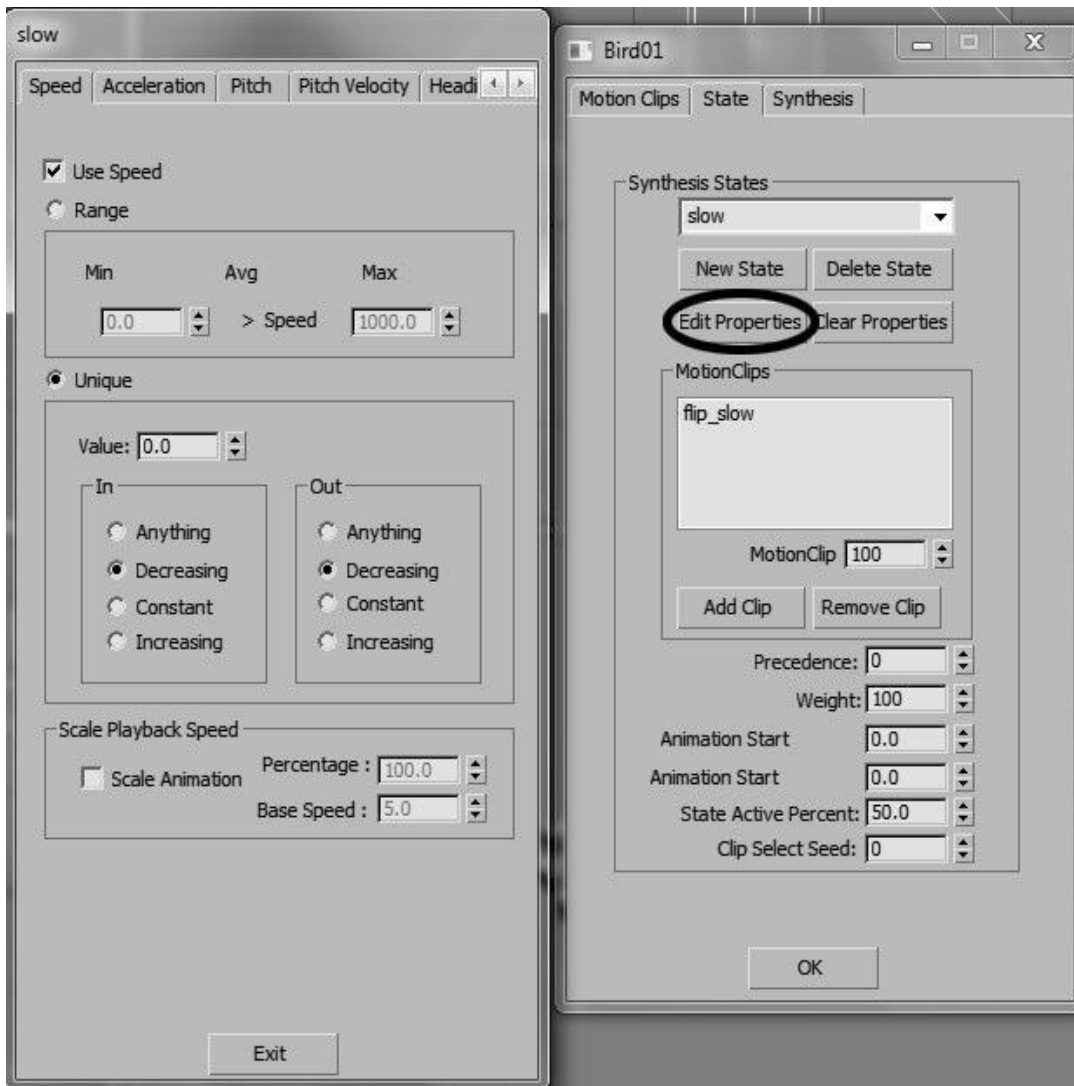 slow
Speed Acceleration Pitch Pitch Velocity Headi
Use Speed
Range
Min Avg Max
0.0 > Speed 1000.0
Unique
Value: 0.0
In
Anything
Decreasing
Constant
Increasing
Out
Anything
Decreasing
Constant
Increasing
Scale Playback Speed
Scale Animation
Percentage : 100.0
Base Speed : 5.0
Exit
Bird01
Motion Clips State Synthesis
Synthesis States
slow
New State Delete State
Edit Properties Clear Properties
MotionClips
flip_slow
MotionClip 100
Add Clip Remove Clip
Precedence: 0
Weight: 100
Animation Start 0.0
Animation Start 0.0
State Active Percent: 50.0
Clip Select Seed: 0
OK